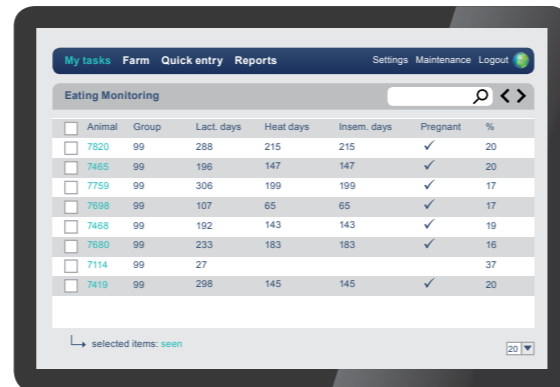 My tasks Farm Quick entry Reports Settings Maintenance Logout
Eating Monitoring
Animal Group Lact. days Heat days Insem. days Pregnant %
7820 99 288 215 215 ✓ 20
7465 99 196 147 147 ✓ 20
7759 99 306 199 199 ✓ 17
7698 99 107 65 65 ✓ 17
7468 99 192 143 143 ✓ 19
7680 99 233 183 183 ✓ 16
7114 99 27 37
7419 99 298 145 145 ✓ 20
selected items: seen
20